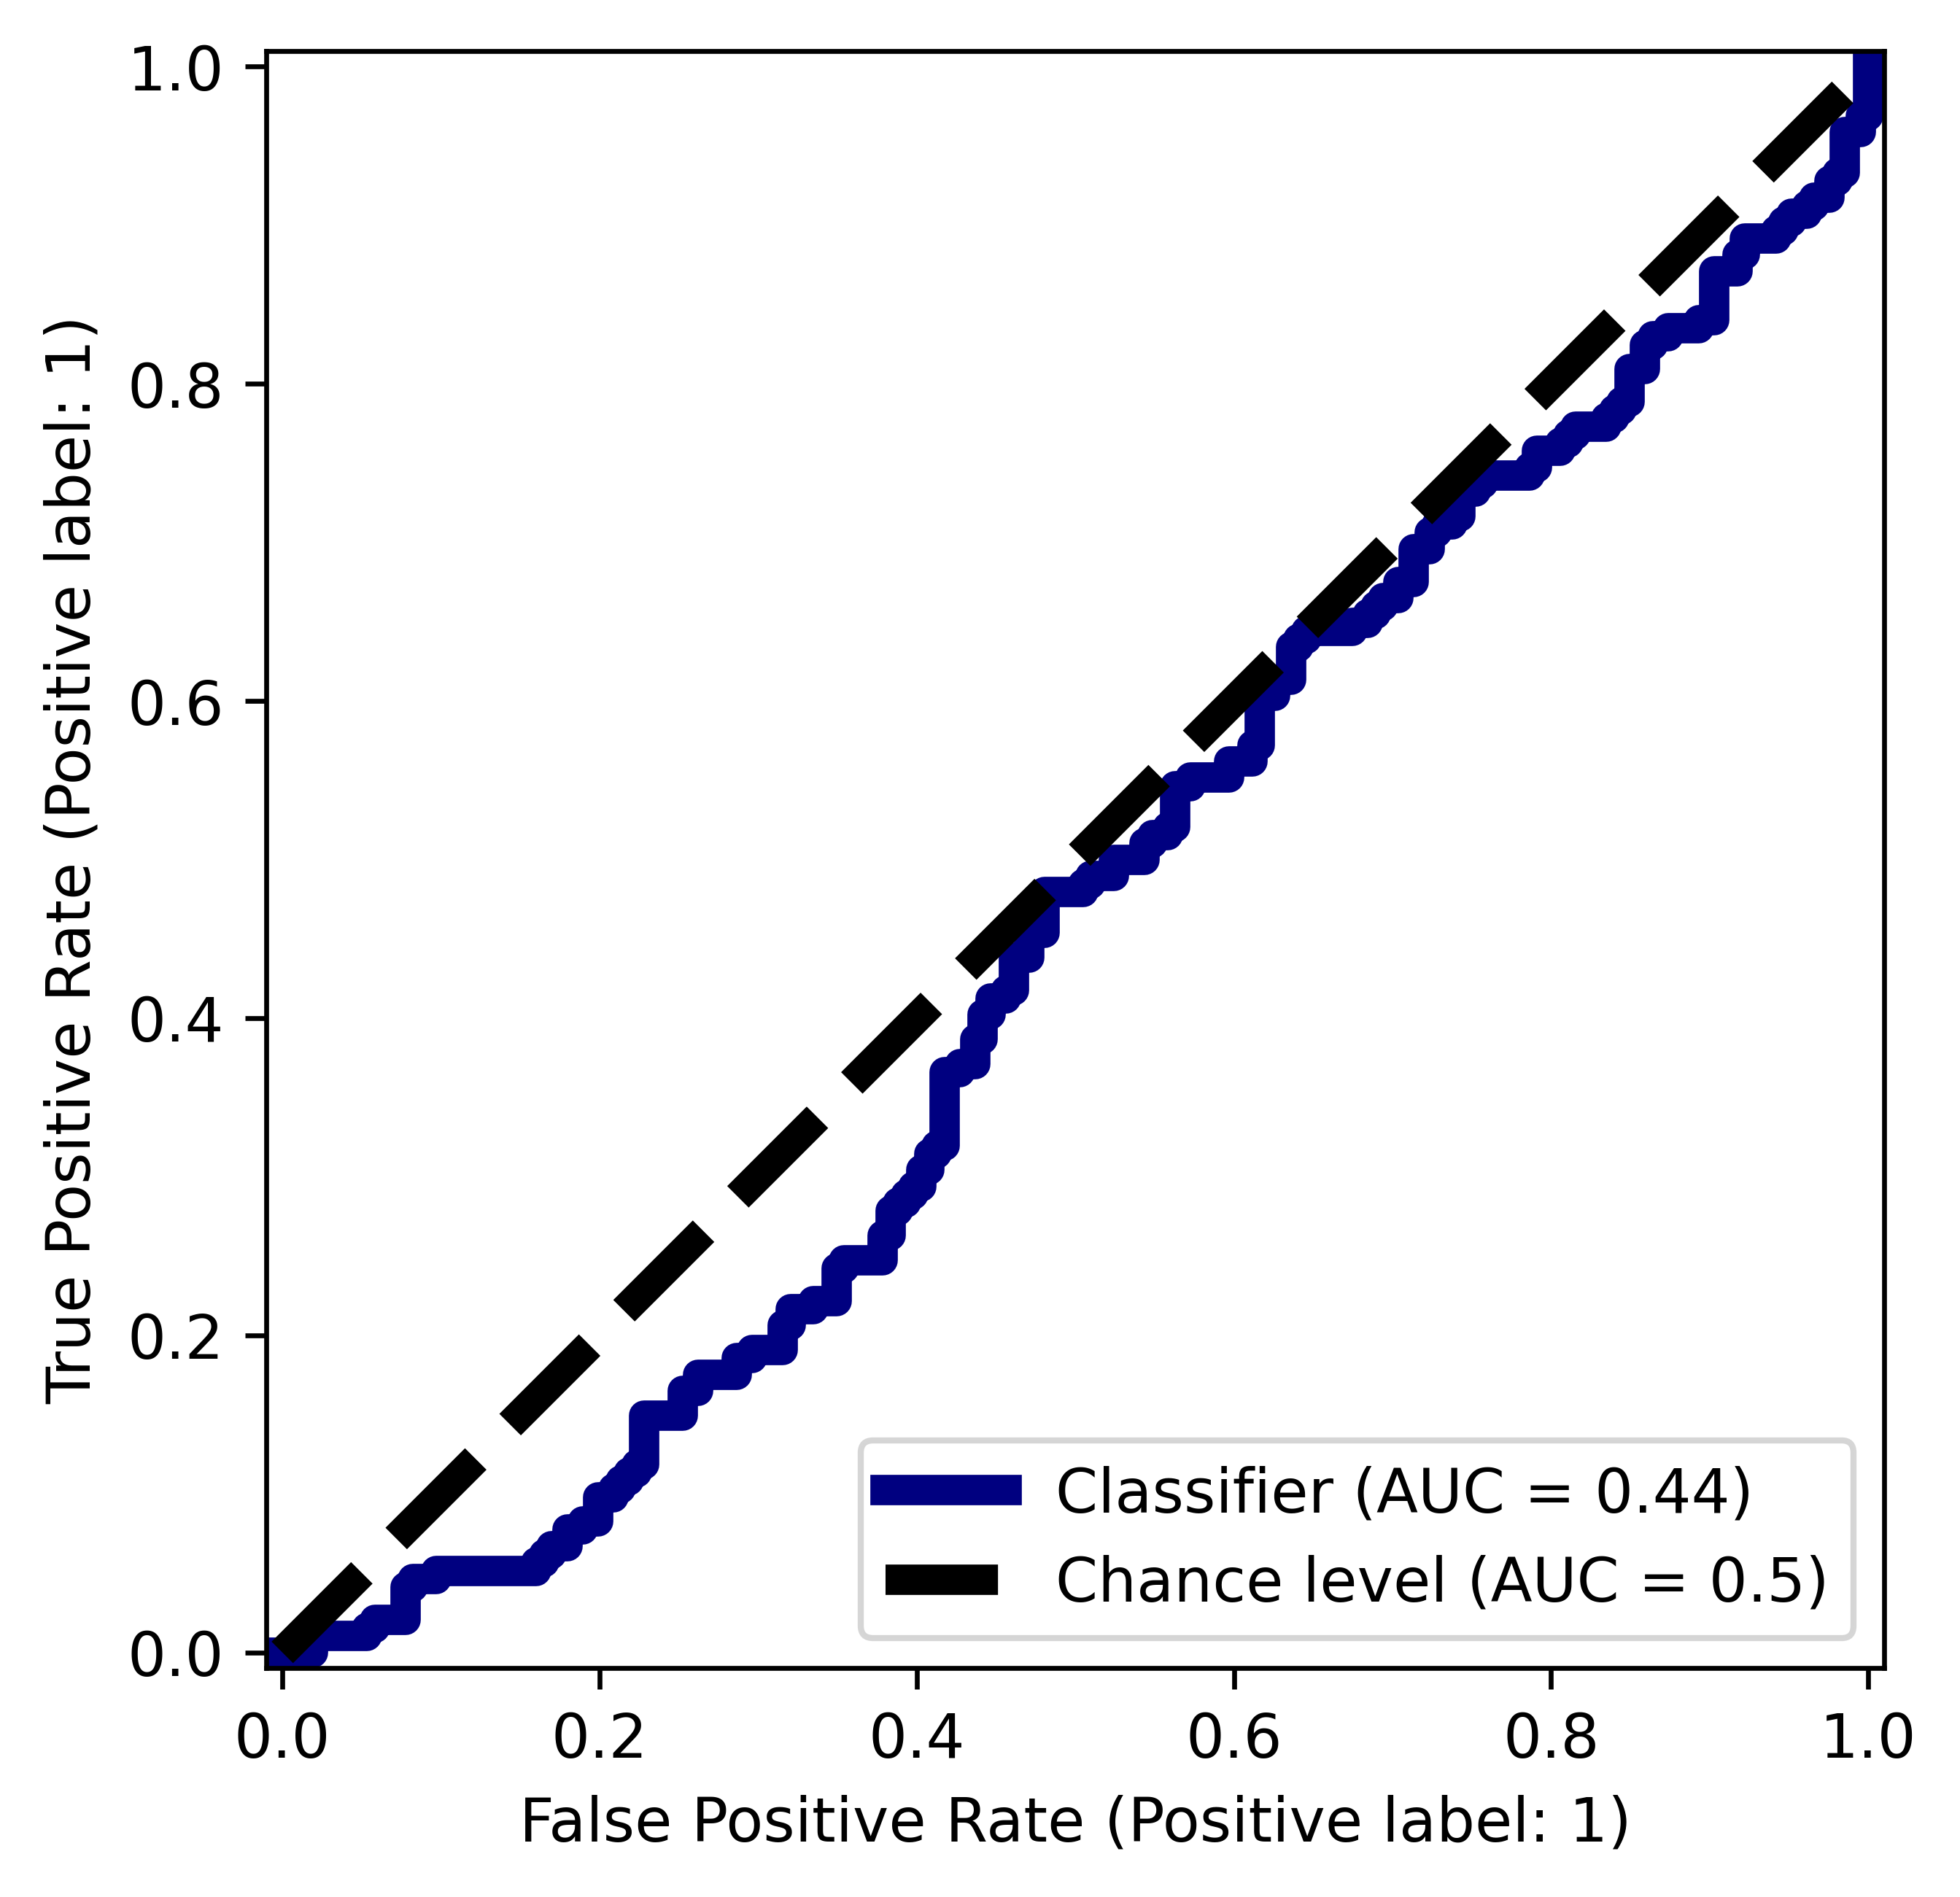 True Positive Rate (Positive label: 1)
1.0
0.8
0.6
0.4
0.2
0.0
Classifier (AUC = 0.44)
Chance level (AUC = 0.5)
0.0 0.2 0.4 0.6 0.8 1.0
False Positive Rate (Positive label: 1)